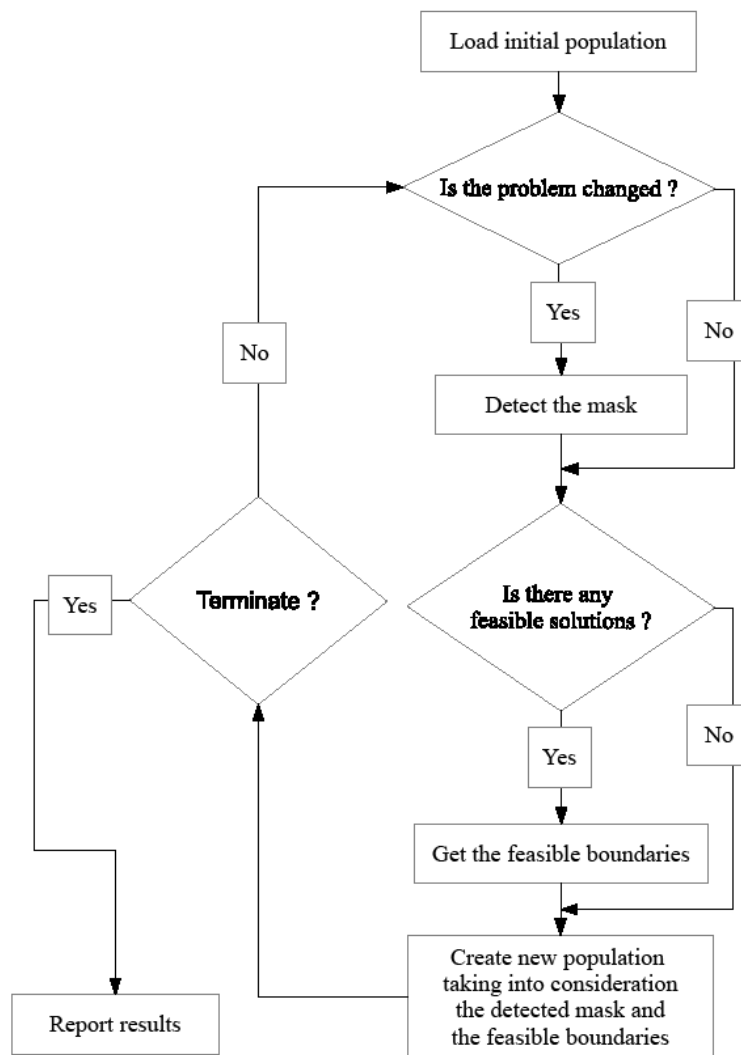 Load initial population
Is the problem changed ?
Yes
No
No
Detect the mask
Yes
Terminate ?
Is there any
feasible solutions ?
Yes
No
Get the feasible boundaries
Create new population
taking into consideration
the detected mask and
the feasible boundaries
Report results